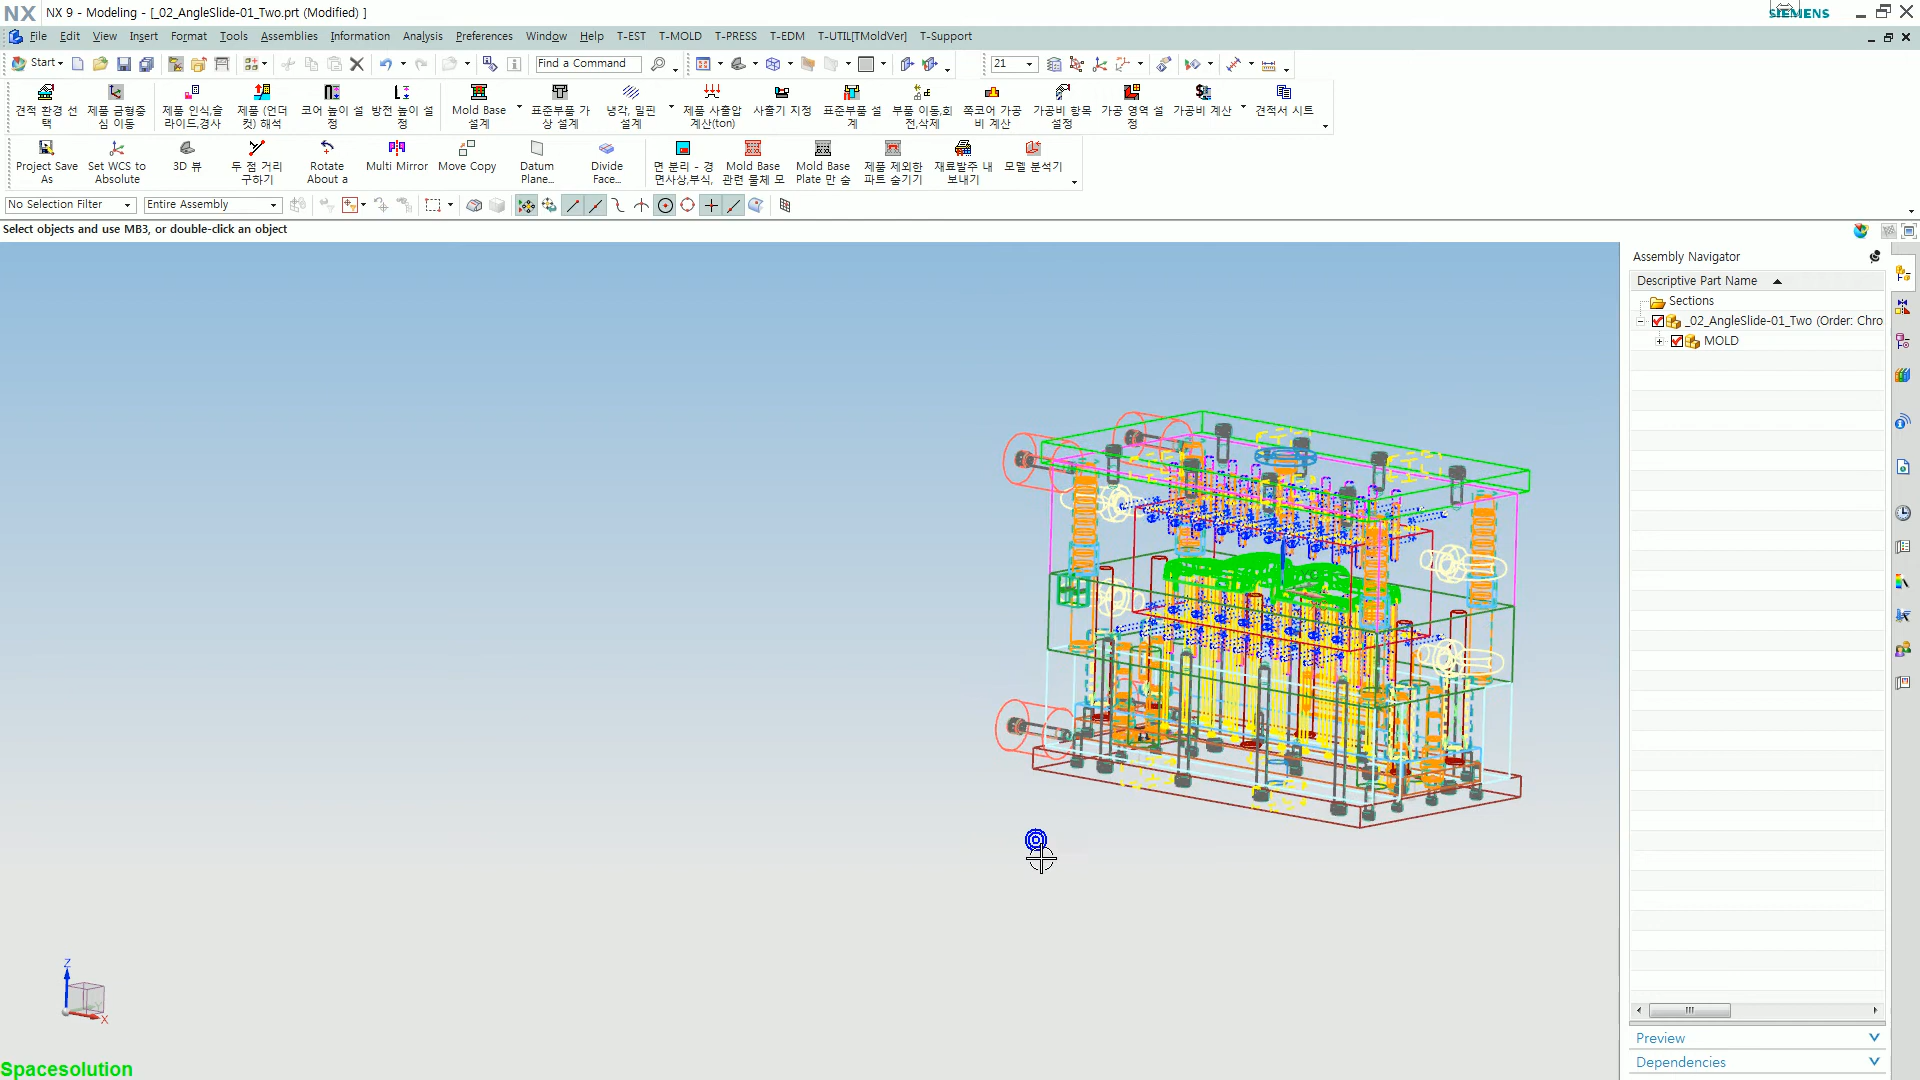 NX NX 9 - Modeling - [_02_AngleSlide-01_Two.prt (Modified) ]
SIEMENS
File Edit View Insert Format Tools Assemblies Information Analysis Preferences Window Help T-EST T-MOLD T-PRESS T-EDM T-UTIL[TMoldVer] T-Support
Start Find a Command 21
견적 환경 선 제품 금형중 제품 인식,슬 제품 (언더 코어 높이 설 방전 높이 설 Mold Base 표준부품 가 냉각, 밀핀 제품 사출압 사출기 지정 표준부품 설 부품 이동,회 쪽코어 가공 가공비 항목 가공 영역 설 가공비 계산 견적서 시트
택 심 이동 라이드,경사 컷) 해석 정 정 설계 상 설계 설계 계산(ton) 계 전,삭제 비 계산 설정 정
Project Save Set WCS to 3D 뷰 두 점 거리 Rotate Multi Mirror Move Copy Datum Divide 면 분리 - 경 Mold Base Mold Base 제품 제외한 재료발주 내 모델 분석기
As Absolute 구하기 About a Plane... Face... 면사상,부식, 관련 물체 모 Plate 만 숨 파트 숨기기 보내기
No Selection Filter Entire Assembly
Select objects and use MB3, or double-click an object
Assembly Navigator
Descriptive Part Name
Sections
_02_AngleSlide-01_Two (Order: Chro
MOLD
Z
Y
X
Preview
Dependencies
Spacesolution